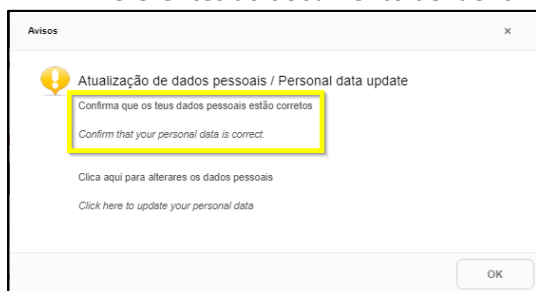 Avisos ×
Atualização de dados pessoais / Personal data update
Confirma que os teus dados pessoais estão corretos
Confirm that your personal data is correct.
Clica aqui para alterares os dados pessoais
Click here to update your personal data
OK